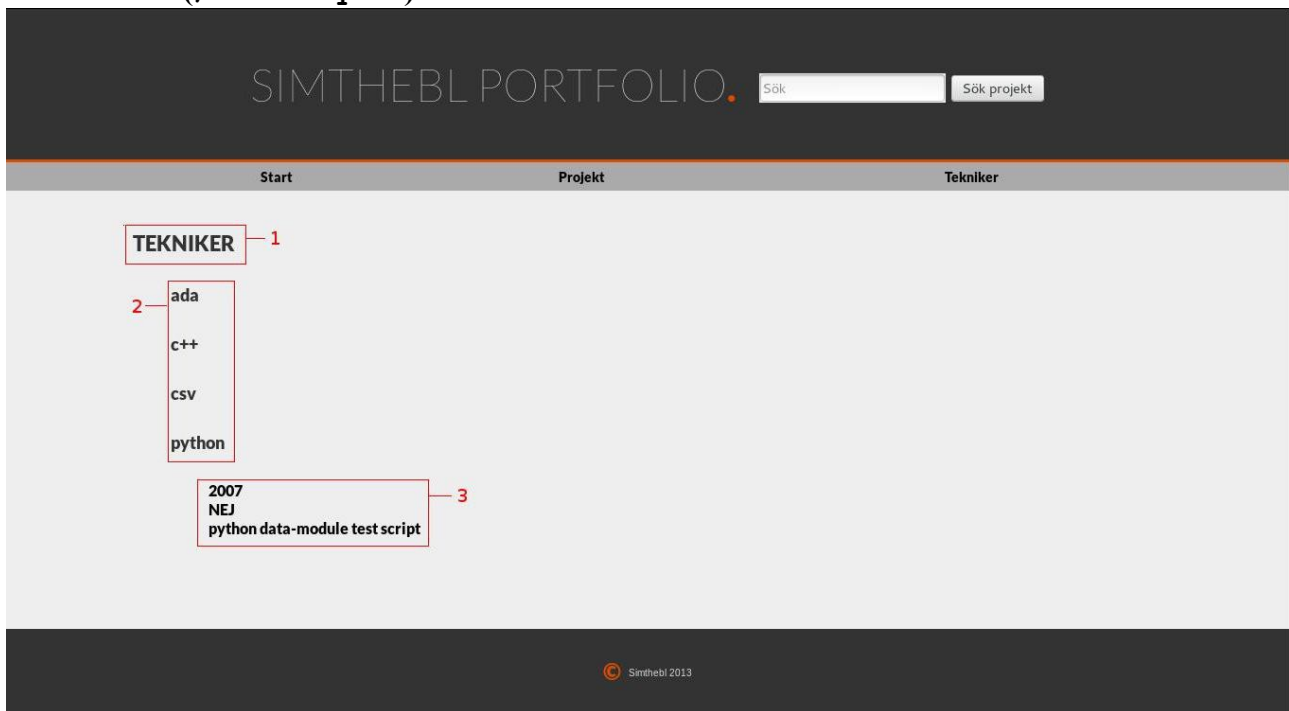 SIMTHEBL PORTFOLIO. Sök Sök projekt
Start Projekt Tekniker
TEKNIKER 1
2 ada
c++
csv
python
2007
NEJ 3
python data-module test script
© Simthebl 2013